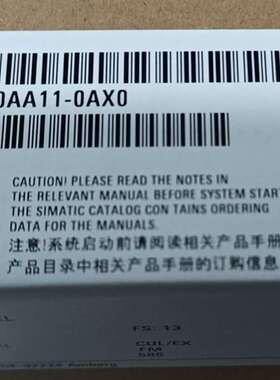 0AA11-0AX0
CAUTION! PLEASE READ THE NOTES IN
THE RELEVANT MANUAL BEFORE SYSTEM START
THE SIMATIC CATALOG CON TAINS ORDERING
DATA FOR THE MANUALS.
注意!系统启动前请阅读相关产品手册
产品目录中相关产品手册的订购信息
FS: 13
CUL/EX
FM